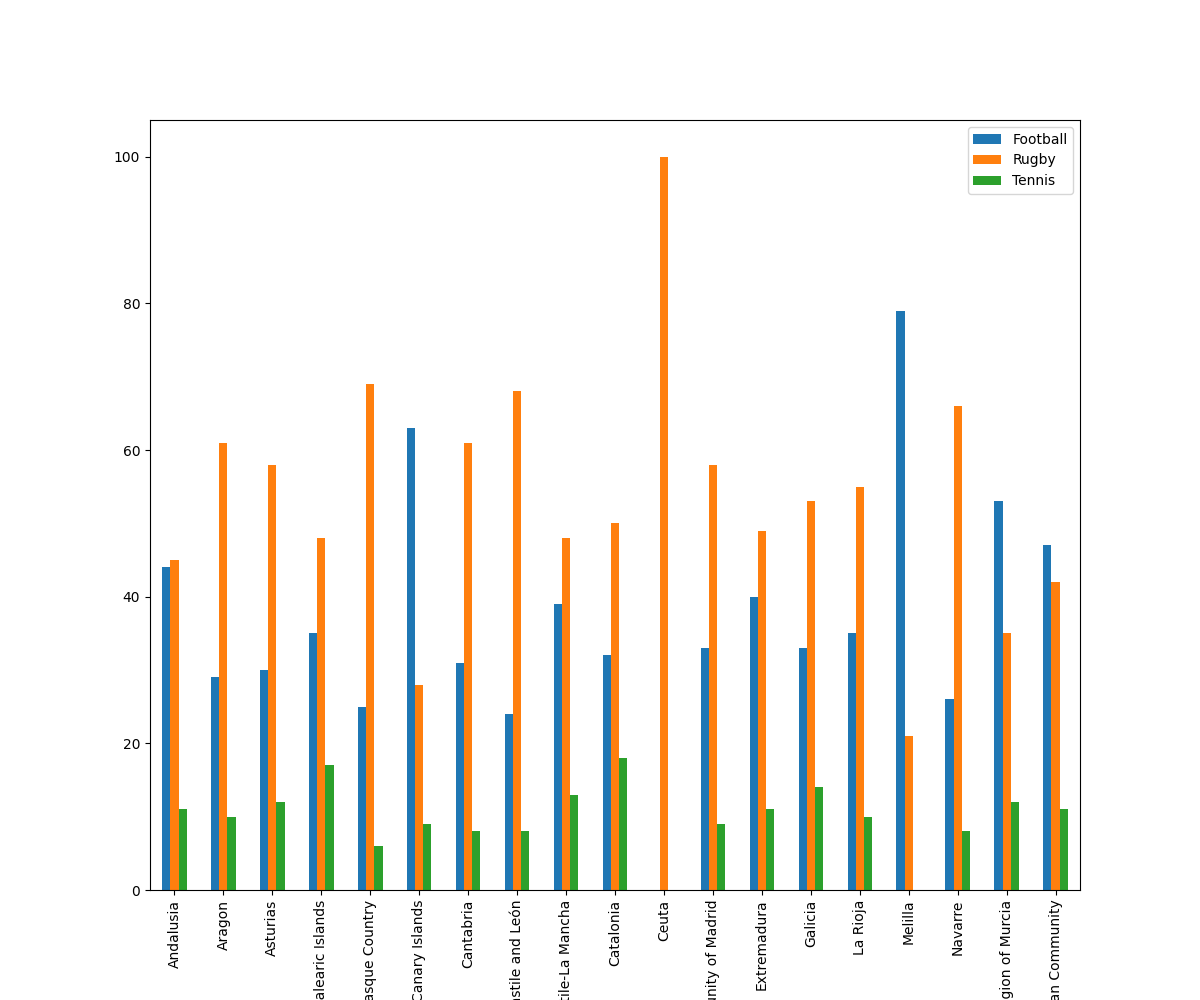 Football
Rugby
Tennis
100
80
60
40
20
0
Andalusia
Aragon
Asturias
alearic Islands
asque Country
Canary Islands
Cantabria
stile and León
tile-La Mancha
Catalonia
Ceuta
unity of Madrid
Extremadura
Galicia
La Rioja
Melilla
Navarre
gion of Murcia
an Community